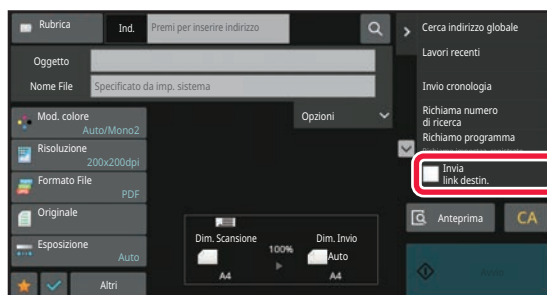 Rubrica
Ind.
Premi per inserire indirizzo
Oggetto
Nome File
Specificato da imp. sistema
Mod. colore
Auto/Mono2
Opzioni
Risoluzione
200x200dpi
Formato File
PDF
Originale
Esposizione
Auto
Altri
Dim. Scansione
100%
Dim. Invio
Auto
A4
A4
Cerca indirizzo globale
Lavori recenti
Invio cronologia
Richiama numero
di ricerca
Richiamo programma
Invia
link destin.
Anteprima
CA